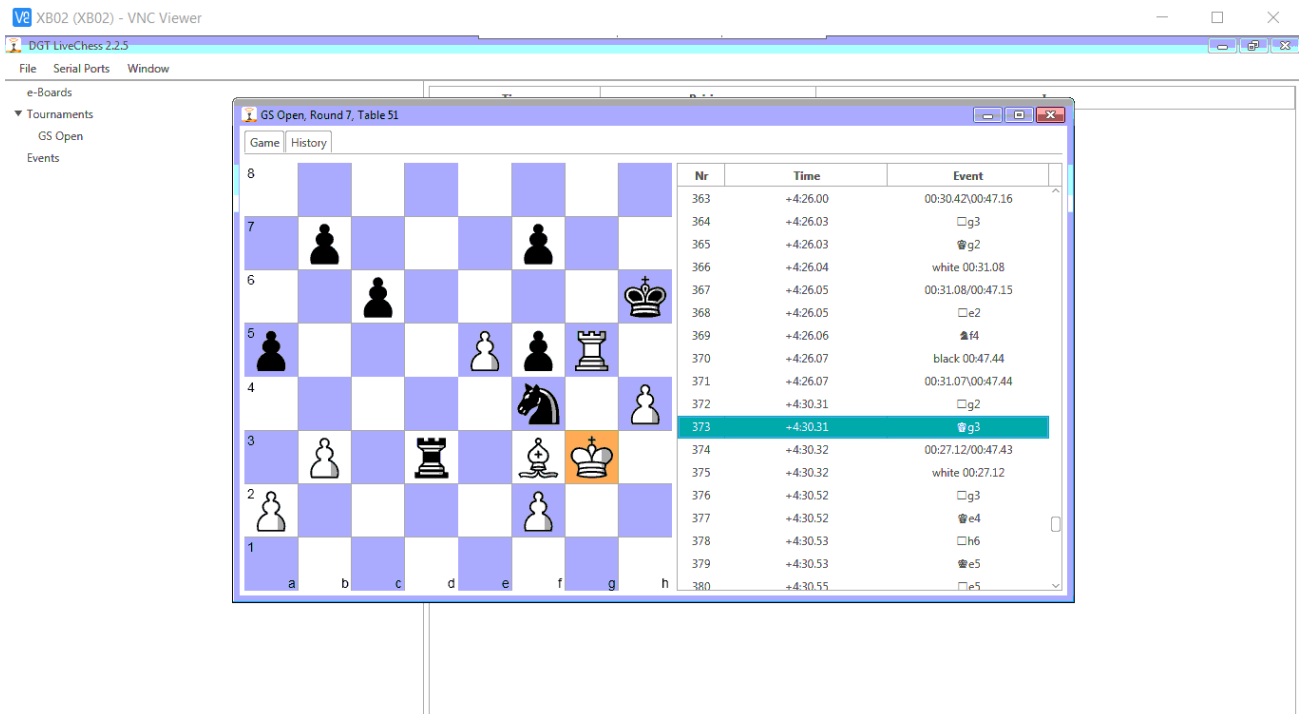 XB02 (XB02) - VNC Viewer
DGT LiveChess 2.2.5
File Serial Ports Window
e-Boards
Tournaments
GS Open
Events
GS Open, Round 7, Table 51
Game History
8
7
6
5
4
3
2
1
a b c d e f g h
Nr Time Event
363 +4:26.00 00:30.42\00:47.16
364 +4:26.03 □g3
365 +4:26.03 ♚g2
366 +4:26.04 white 00:31.08
367 +4:26.05 00:31.08/00:47.15
368 +4:26.05 □e2
369 +4:26.06 ♞f4
370 +4:26.07 black 00:47.44
371 +4:26.07 00:31.07\00:47.44
372 +4:30.31 □g2
373 +4:30.31 ♚g3
374 +4:30.32 00:27.12/00:47.43
375 +4:30.32 white 00:27.12
376 +4:30.52 □g3
377 +4:30.52 ♚e4
378 +4:30.53 □h6
379 +4:30.53 ♚e5
380 +4:30.55 □e5